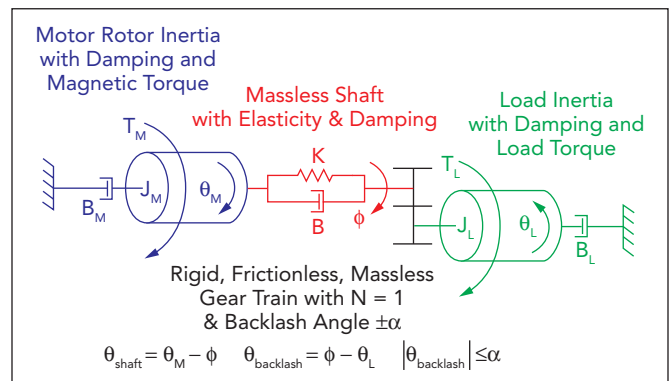 Motor Rotor Inertia
with Damping and
Magnetic Torque
Massless Shaft
with Elasticity & Damping
Load Inertia
with Damping and
Load Torque
T_M
K
T_L
J_M
θ_M
B_M
B
ϕ
J_L
θ_L
B_L
Rigid, Frictionless, Massless
Gear Train with N = 1
& Backlash Angle ±α
θ_shaft = θ_M − ϕ θ_backlash = ϕ − θ_L |θ_backlash| ≤ α